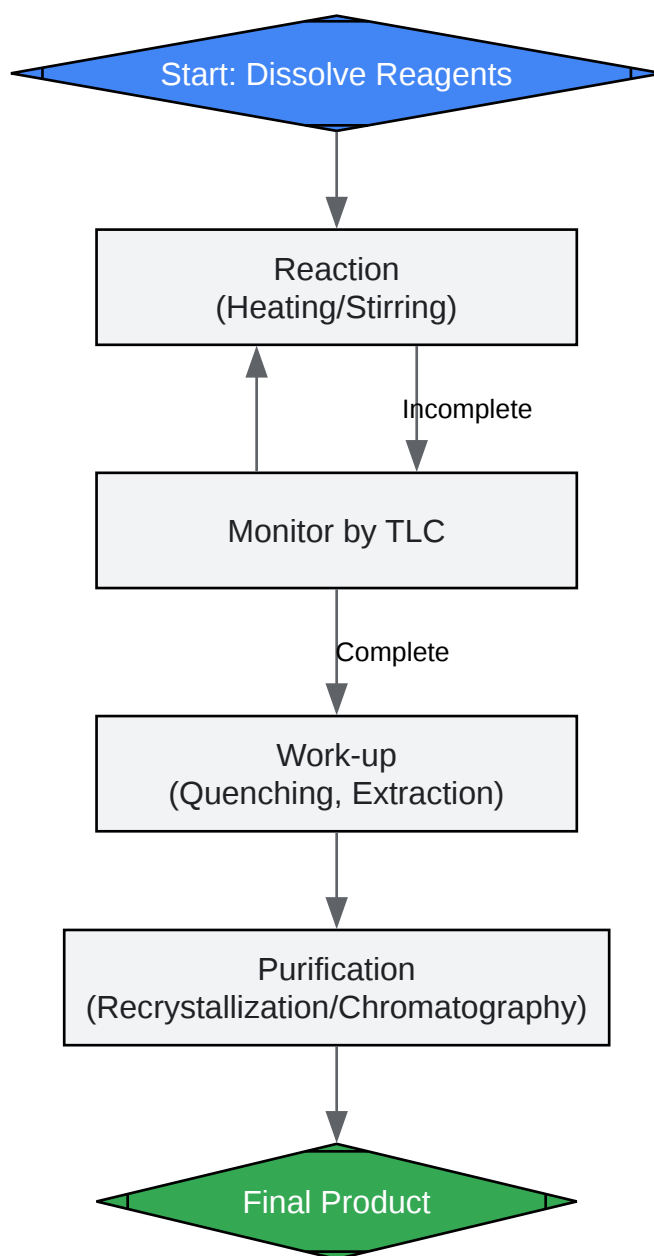 Start: Dissolve Reagents
Reaction
(Heating/Stirring)
Incomplete
Monitor by TLC
Complete
Work-up
(Quenching, Extraction)
Purification
(Recrystallization/Chromatography)
Final Product